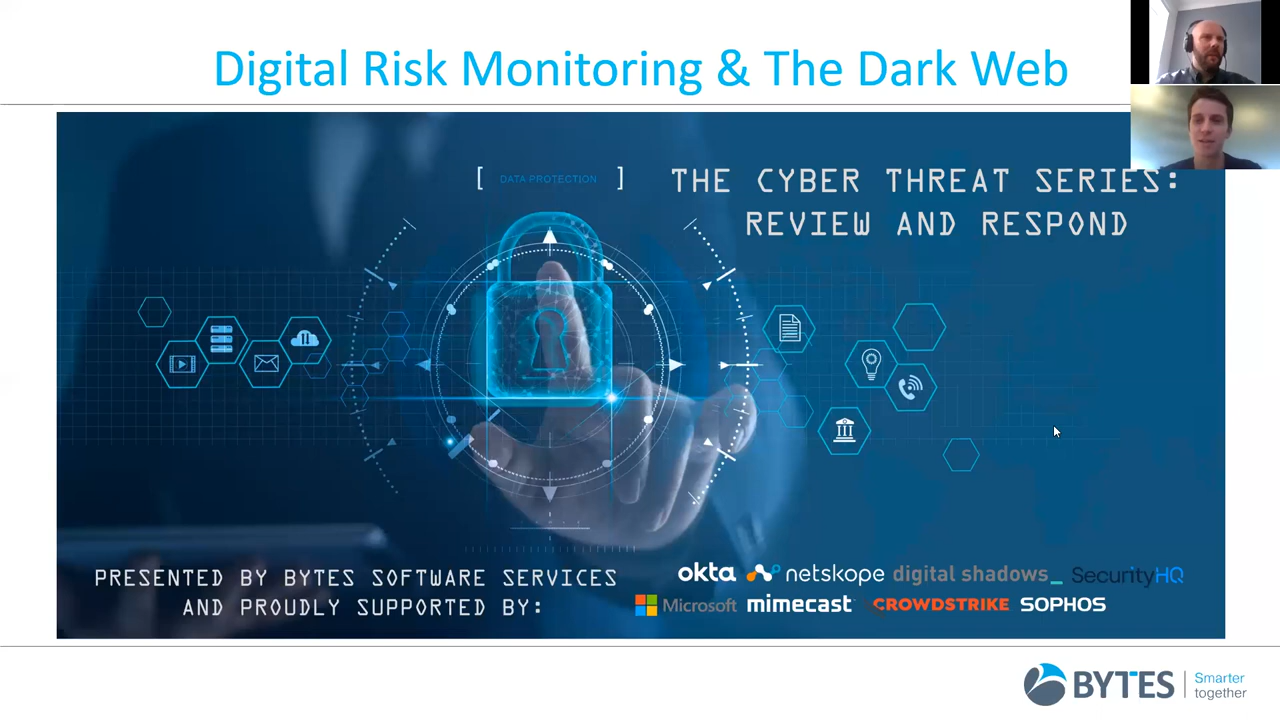 Digital Risk Monitoring & The Dark Web
[ DATA PROTECTION ]
THE CYBER THREAT SERIES:
REVIEW AND RESPOND
PRESENTED BY BYTES SOFTWARE SERVICES
AND PROUDLY SUPPORTED BY:
okta netskope digital shadows_ SecurityHQ
Microsoft mimecast CROWDSTRIKE SOPHOS
BYTES Smarter
together